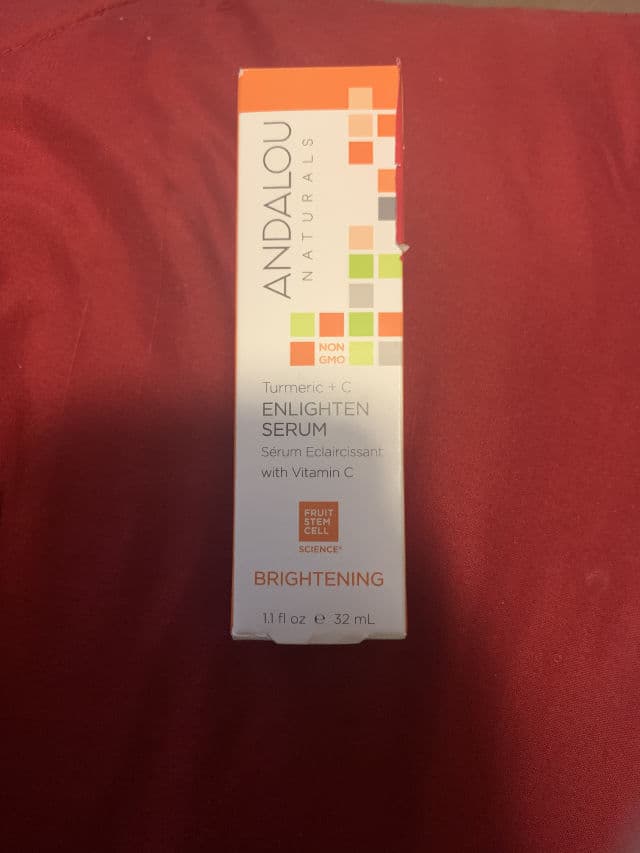 ANDALOU
NATURALS
NON
GMO
Turmeric + C
ENLIGHTEN
SERUM
Sérum Eclaircissant
with Vitamin C
FRUIT
STEM
CELL
SCIENCE®
BRIGHTENING
1.1 fl oz ℮ 32 mL